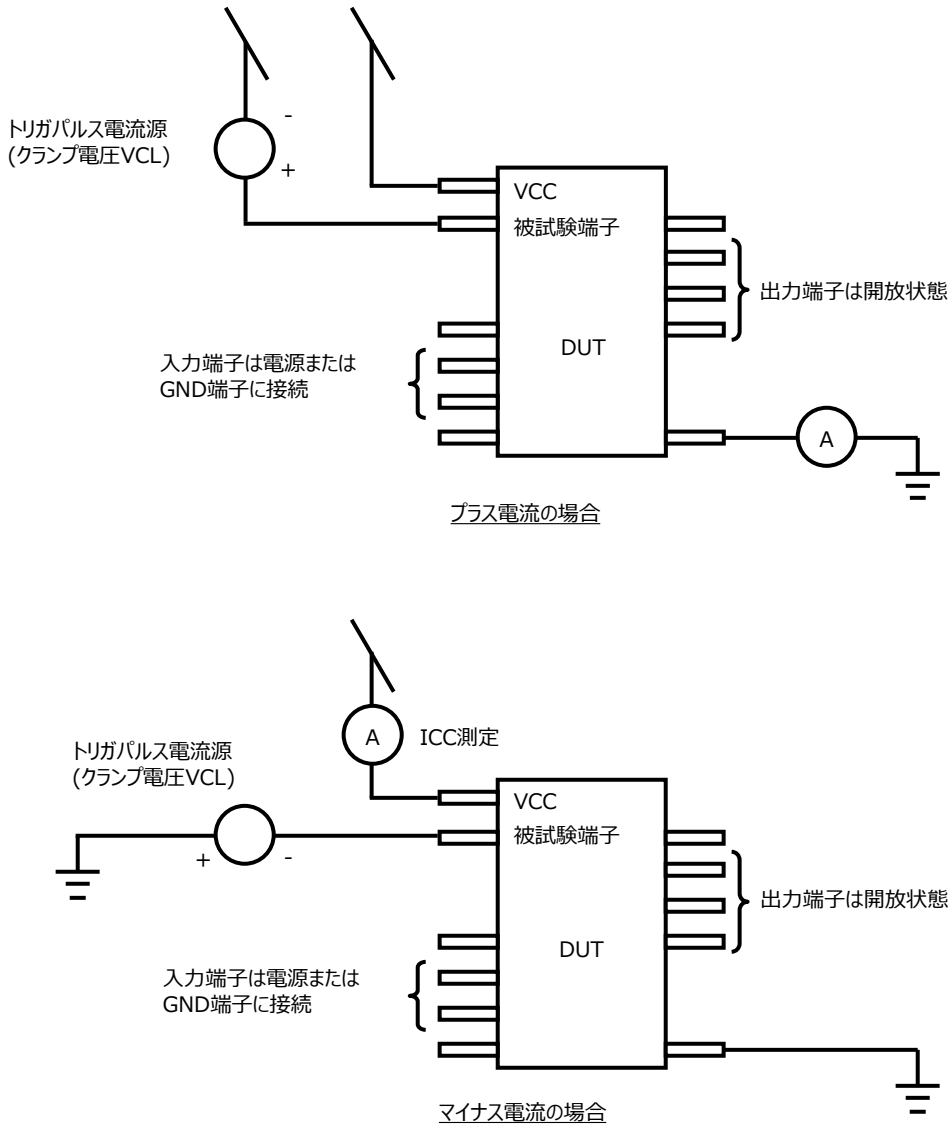 トリガパルス電流源
(クランプ電圧VCL)
-
+
VCC
被試験端子
出力端子は開放状態
DUT
入力端子は電源または
GND端子に接続
A
プラス電流の場合
A
ICC測定
トリガパルス電流源
(クランプ電圧VCL)
+
-
VCC
被試験端子
出力端子は開放状態
DUT
入力端子は電源または
GND端子に接続
マイナス電流の場合